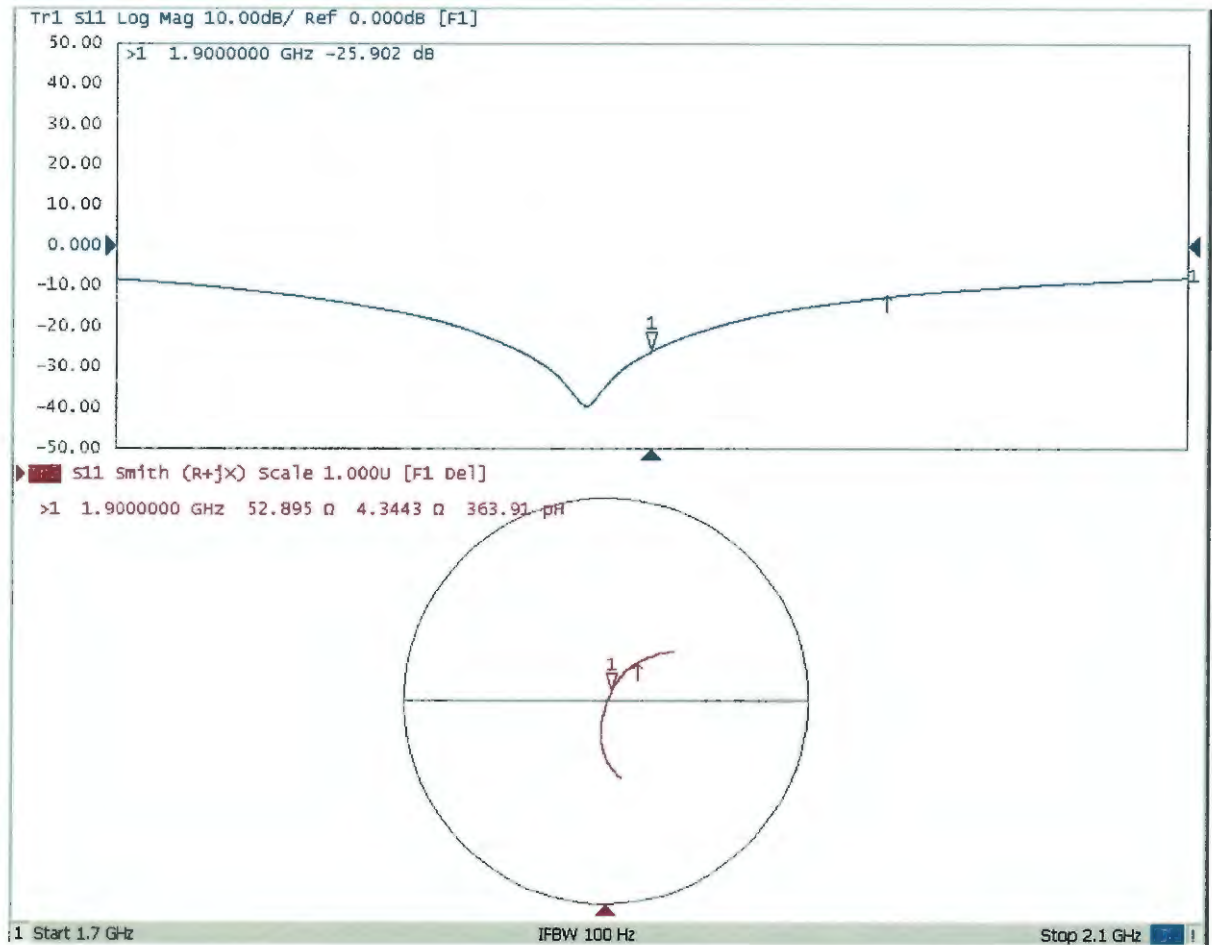 Tr1 S11 Log Mag 10.00dB/ Ref 0.000dB [F1]
50.00
>1 1.9000000 GHz -25.902 dB
40.00
30.00
20.00
10.00
0.000
-10.00
1
-20.00
1
-30.00
-40.00
-50.00
S11 Smith (R+jX) Scale 1.000U [F1 Del]
>1 1.9000000 GHz 52.895 Ω 4.3443 Ω 363.91 pH
1
1 Start 1.7 GHz IFBW 100 Hz Stop 2.1 GHz !